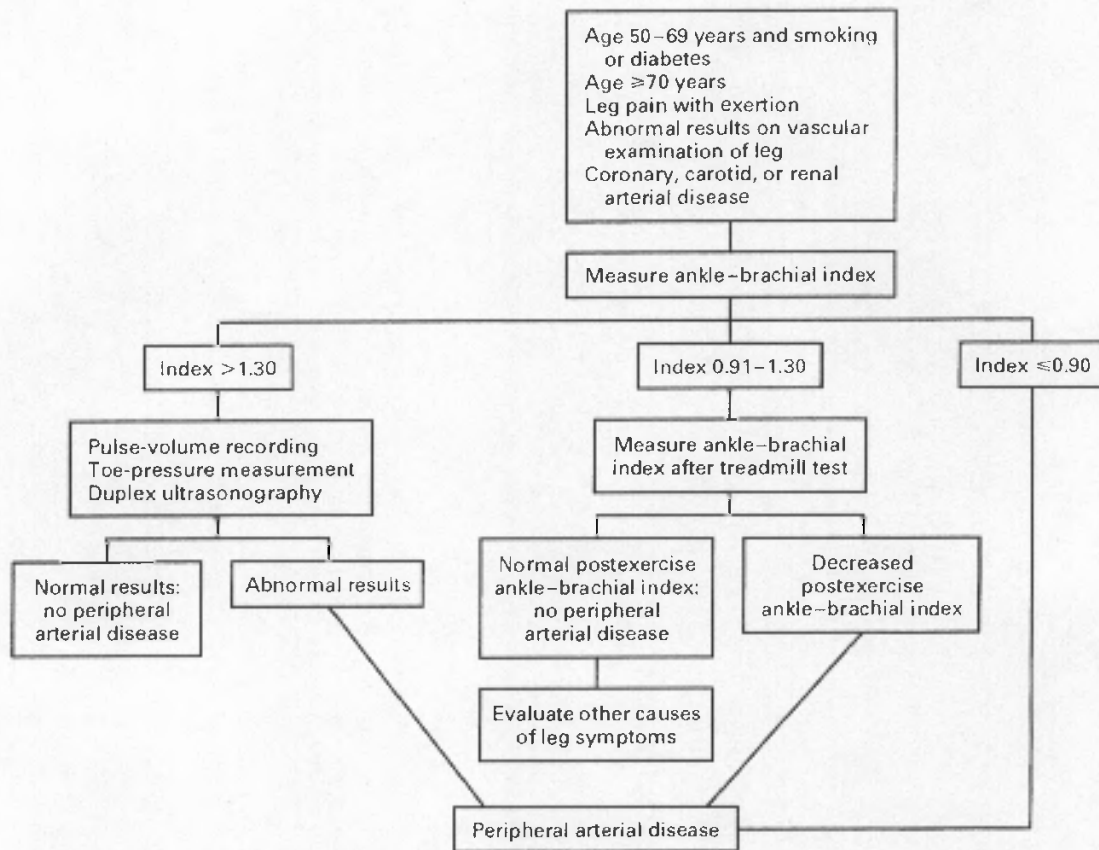 Age 50–69 years and smoking
or diabetes
Age ⩾70 years
Leg pain with exertion
Abnormal results on vascular
examination of leg
Coronary, carotid, or renal
arterial disease
Measure ankle–brachial index
Index >1.30
Index 0.91–1.30
Index ⩽0.90
Pulse-volume recording
Toe-pressure measurement
Duplex ultrasonography
Measure ankle–brachial
index after treadmill test
Normal results:
no peripheral
arterial disease
Abnormal results
Normal postexercise
ankle–brachial index:
no peripheral
arterial disease
Decreased
postexercise
ankle–brachial index
Evaluate other causes
of leg symptoms
Peripheral arterial disease